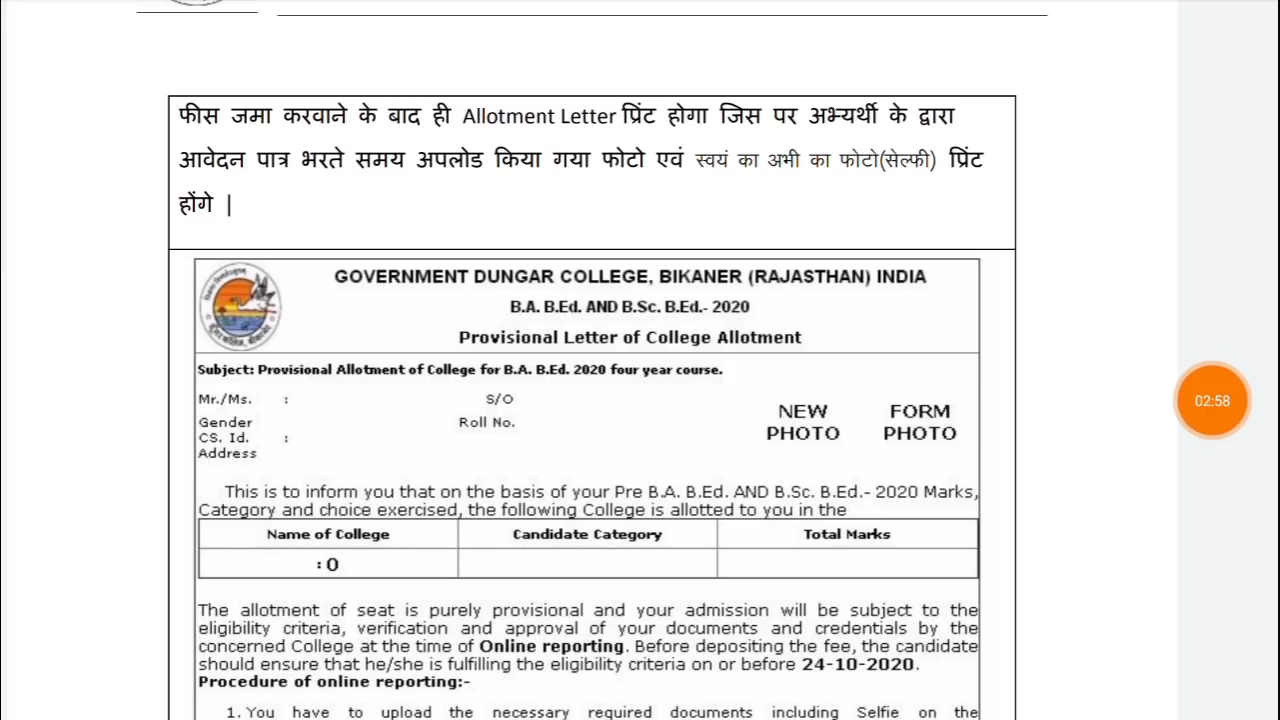 फीस जमा करवाने के बाद ही Allotment Letter प्रिंट होगा जिस पर अभ्यर्थी के द्वारा
आवेदन पात्र भरते समय अपलोड किया गया फोटो एवं स्वयं का अभी का फोटो(सेल्फी) प्रिंट
होंगे |
GOVERNMENT DUNGAR COLLEGE, BIKANER (RAJASTHAN) INDIA
B.A. B.Ed. AND B.Sc. B.Ed.- 2020
Provisional Letter of College Allotment
Subject: Provisional Allotment of College for B.A. B.Ed. 2020 four year course.
Mr./Ms. : S/O
Gender Roll No.
CS. Id. :
Address
NEW PHOTO
FORM PHOTO
This is to inform you that on the basis of your Pre B.A. B.Ed. AND B.Sc. B.Ed.- 2020 Marks,
Category and choice exercised, the following College is allotted to you in the
Name of College Candidate Category Total Marks
: 0
The allotment of seat is purely provisional and your admission will be subject to the
eligibility criteria, verification and approval of your documents and credentials by the
concerned College at the time of Online reporting. Before depositing the fee, the candidate
should ensure that he/she is fulfilling the eligibility criteria on or before 24-10-2020.
Procedure of online reporting:-
1. You have to upload the necessary required documents including Selfie on the
02:58